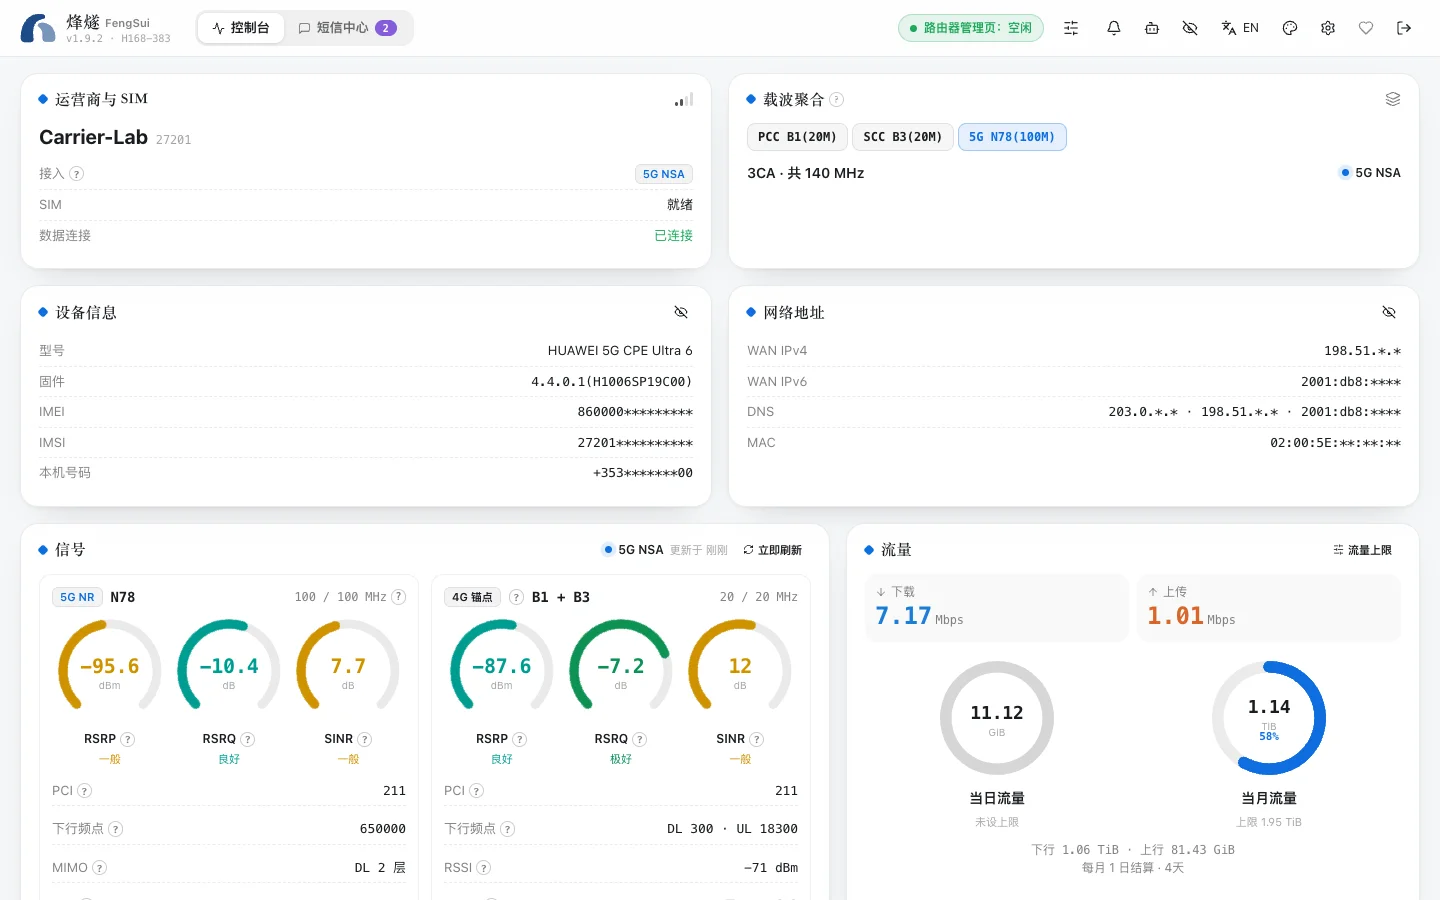 烽燧 FengSui
v1.9.2 · H168-383
控制台
短信中心 2
路由器管理页：空闲
EN
运营商与 SIM
Carrier-Lab 27201
接入 ?
5G NSA
SIM
就绪
数据连接
已连接
载波聚合 ?
PCC B1(20M)
SCC B3(20M)
5G N78(100M)
3CA · 共 140 MHz
5G NSA
设备信息
型号
HUAWEI 5G CPE Ultra 6
固件
4.4.0.1(H1006SP19C00)
IMEI
860000*********
IMSI
27201**********
本机号码
+353*******00
网络地址
WAN IPv4
198.51.*.*
WAN IPv6
2001:db8:****
DNS
203.0.*.* · 198.51.*.* · 2001:db8:****
MAC
02:00:5E:**:**:**
信号
5G NSA 更新于 刚刚 立即刷新
5G NR N78
100 / 100 MHz ?
−95.6
dBm
−10.4
dB
7.7
dB
RSRP ?
RSRQ ?
SINR ?
一般
良好
一般
PCI ?
211
下行频点 ?
650000
MIMO ?
DL 2 层
4G 锚点 ? B1 + B3
20 / 20 MHz
−87.6
dBm
−7.2
dB
12
dB
RSRP ?
RSRQ ?
SINR ?
良好
极好
一般
PCI ?
211
下行频点 ?
DL 300 · UL 18300
RSSI ?
−71 dBm
流量
流量上限
↓ 下载
7.17 Mbps
↑ 上传
1.01 Mbps
11.12
GiB
当日流量
未设上限
1.14
TiB
58%
当月流量
上限 1.95 TiB
下行 1.06 TiB · 上行 81.43 GiB
每月 1 日结算 · 4天